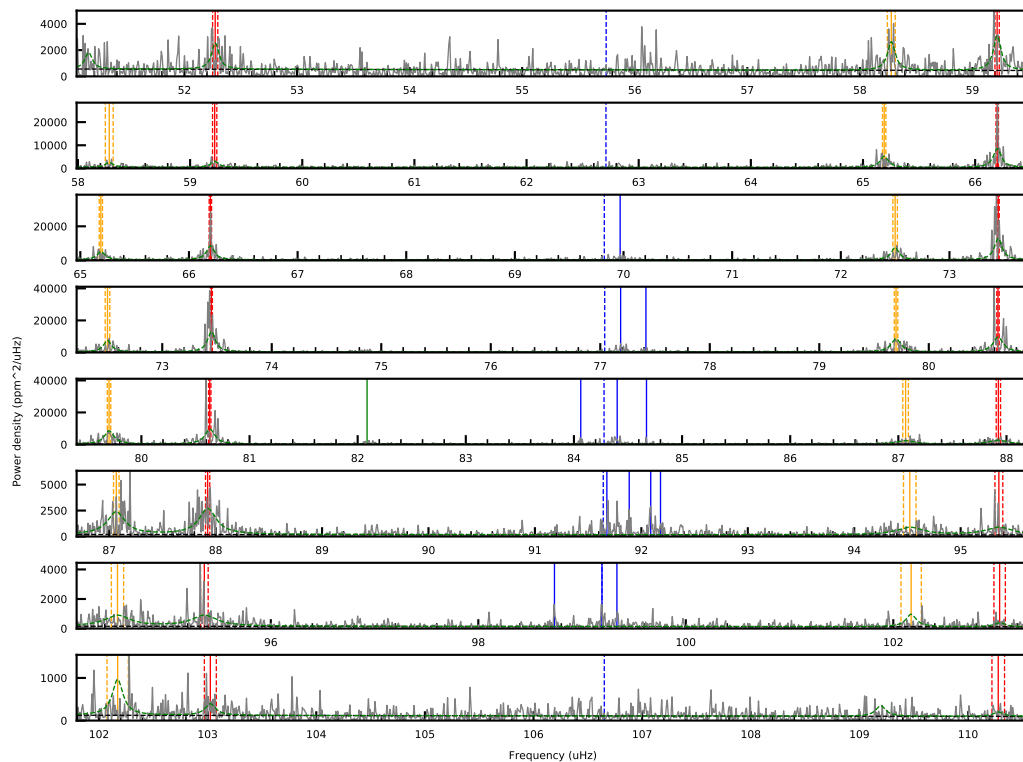 4000
2000
0
52 53 54 55 56 57 58 59
20000
10000
0
58 59 60 61 62 63 64 65 66
20000
0
65 66 67 68 69 70 71 72 73
40000
20000
0
73 74 75 76 77 78 79 80
40000
20000
0
80 81 82 83 84 85 86 87 88
5000
2500
0
87 88 89 90 91 92 93 94 95
4000
2000
0
96 98 100 102
1000
0
102 103 104 105 106 107 108 109 110
Power density (ppm^2/uHz)
Frequency (uHz)